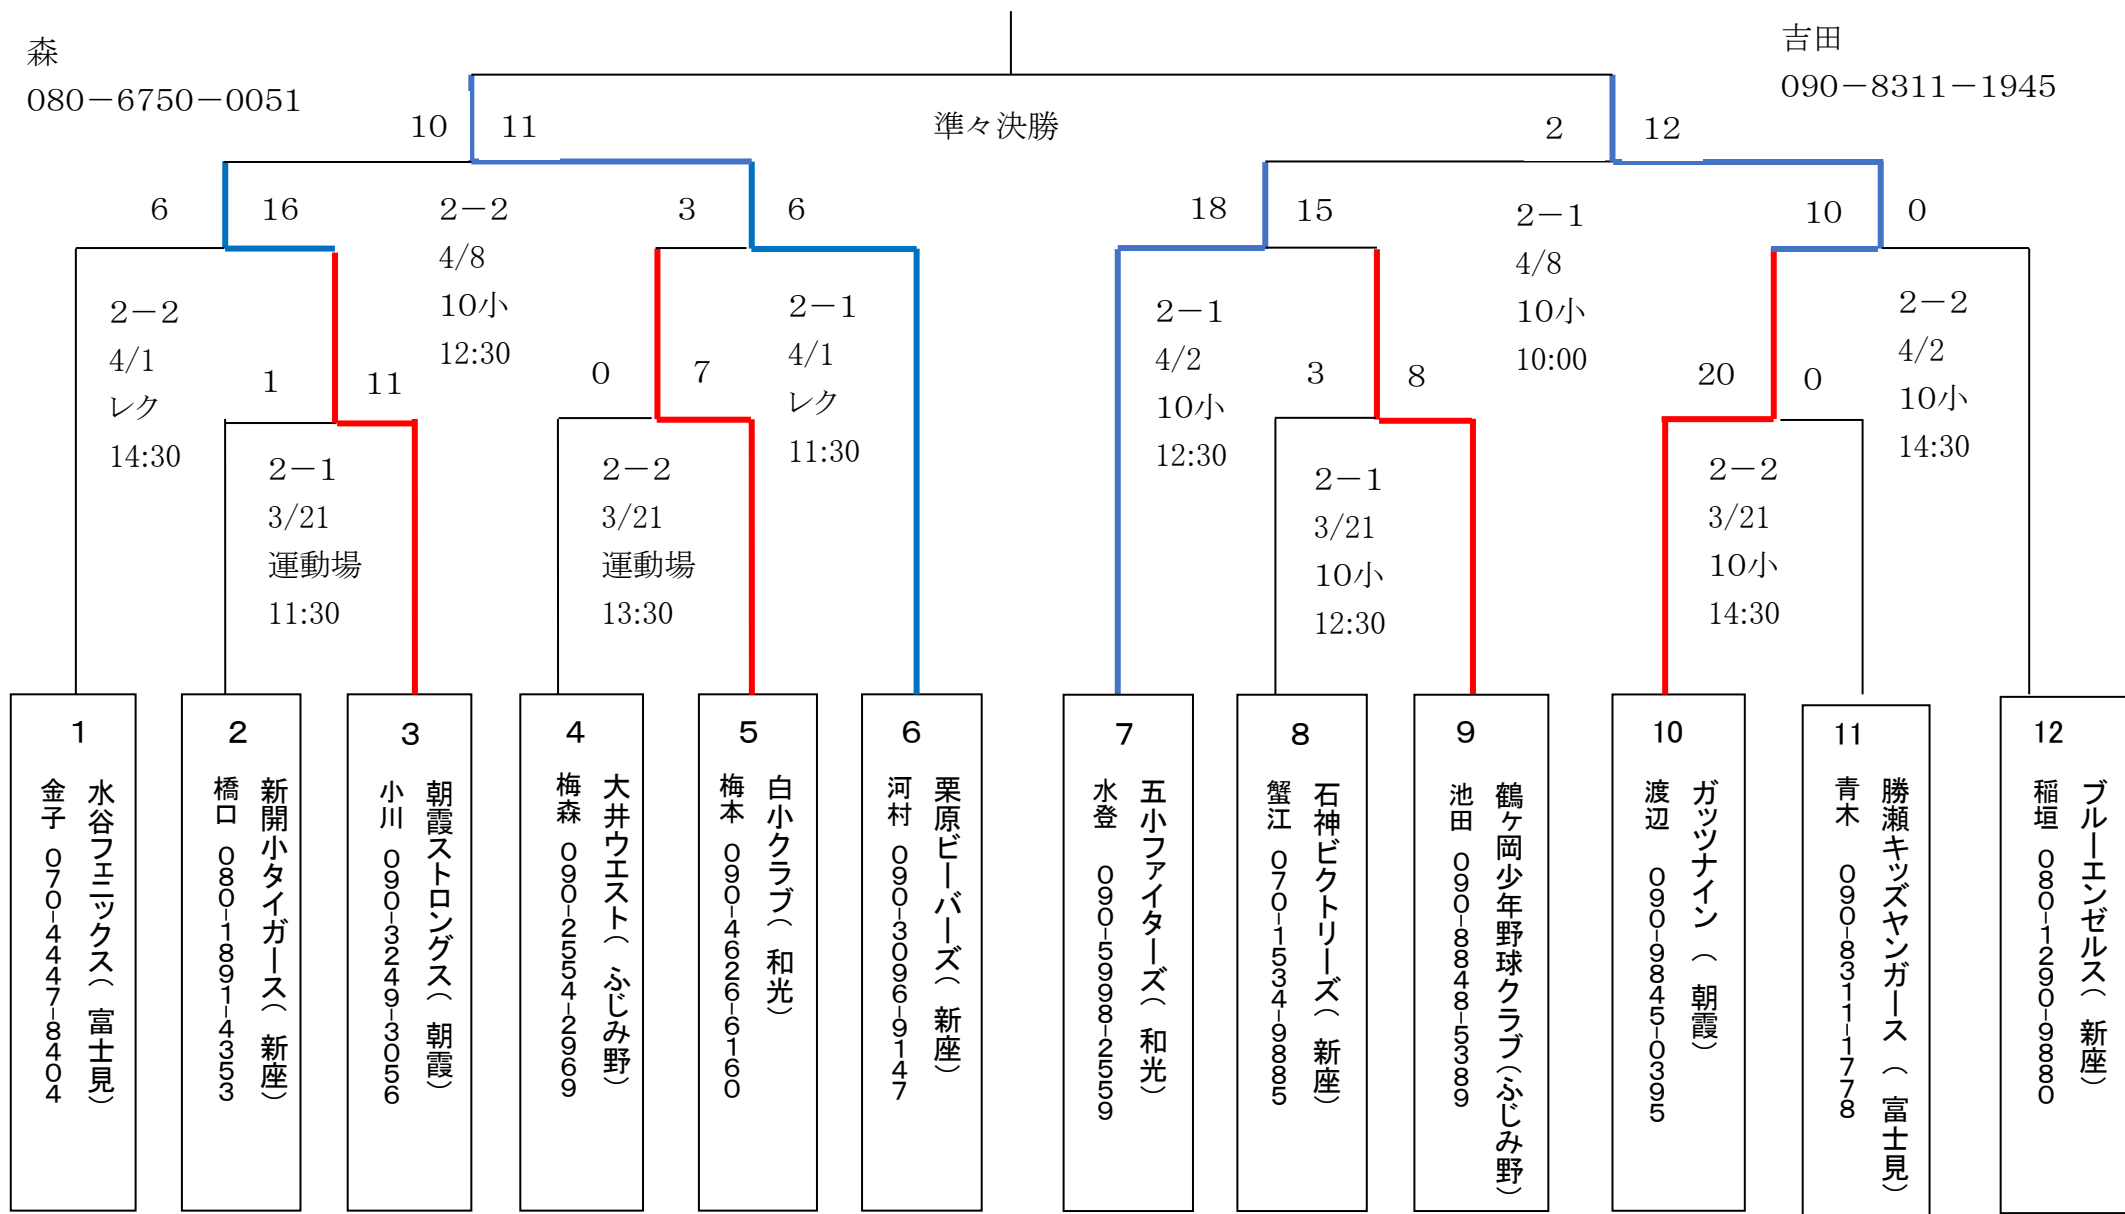 森
080－6750－0051
吉田
090－8311－1945
10 11
準々決勝
2 12
6 16
2－2
4/8
10小
12:30
3 6
18 15
2－1
4/8
10小
10:00
10 0
2－2
4/1
レク
14:30
1 11
0 7
2－1
4/1
レク
11:30
2－1
4/2
10小
12:30
3 8
20 0
2－2
4/2
10小
14:30
2－1
3/21
運動場
11:30
2－2
3/21
運動場
13:30
2－1
3/21
10小
12:30
2－2
3/21
10小
14:30
1
水谷フェニックス（ 富士見）
金子 070-4447-8404
2
新開小タイガース（ 新座）
橋口 080-1891-4353
3
朝霞ストロングス（ 朝霞）
小川 090-3249-3056
4
大井ウエスト（ ふじみ野）
梅森 090-2554-2969
5
白小クラブ（ 和光）
梅本 090-4626-6160
6
栗原ビーバーズ（ 新座）
河村 090-3096-9147
7
五小ファイターズ（ 和光）
水登 090-5998-2559
8
石神ビクトリーズ（ 新座）
蟹江 070-1534-9885
9
鶴ヶ岡少年野球クラブ（ふじみ野）
池田 090-8848-5389
10
ガッツナイン （ 朝霞）
渡辺 090-9845-0395
11
勝瀬キッズヤンガース （ 富士見）
青木 090-8311-1778
12
ブルーエンゼルス（ 新座）
稲垣 080-1290-9880